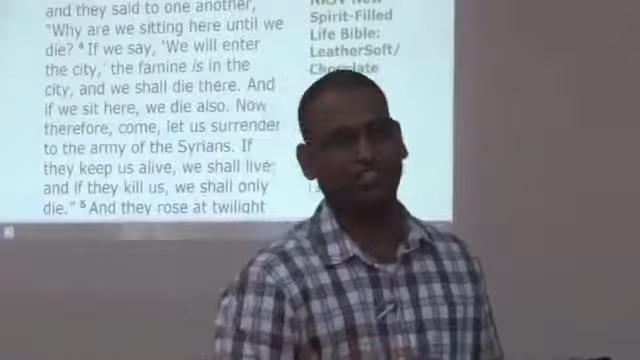 and they said to one another,
"Why are we sitting here until we
die? 4 If we say, 'We will enter
the city,' the famine is in the
city, and we shall die there. And
if we sit here, we die also. Now
therefore, come, let us surrender
to the army of the Syrians. If
they keep us alive, we shall live;
and if they kill us, we shall only
die." 5 And they rose at twilight
NKJV New
Spirit-Filled
Life Bible:
LeatherSoft/
Chocolate